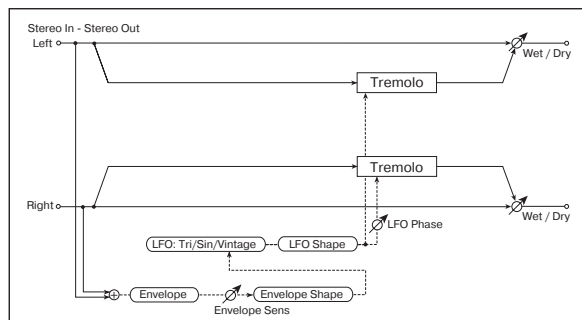 Stereo In - Stereo Out
Left
Wet / Dry
Tremolo
Tremolo
Right
LFO Phase
Wet / Dry
LFO: Tri/Sin/Vintage
LFO Shape
Envelope
Envelope Shape
Envelope Sens